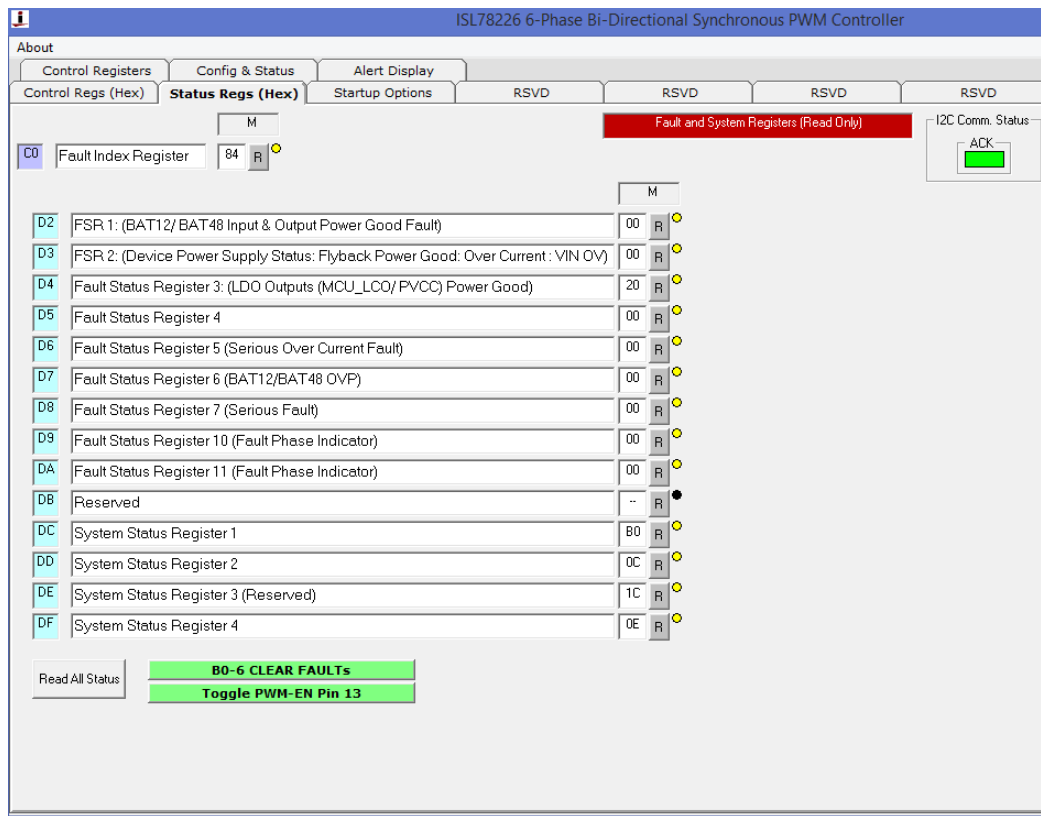 ISL78226 6-Phase Bi-Directional Synchronous PWM Controller
About
Control Registers Config & Status Alert Display
Control Regs (Hex) Status Regs (Hex) Startup Options RSVD RSVD RSVD RSVD
M Fault and System Registers (Read Only) I2C Comm. Status
C0 Fault Index Register 84 R ACK
M
D2 FSR 1: (BAT12/ BAT48 Input & Output Power Good Fault) 00 R
D3 FSR 2: (Device Power Supply Status: Flyback Power Good: Over Current : VIN OV) 00 R
D4 Fault Status Register 3: (LDO Outputs (MCU_LCO/ PVCC) Power Good) 20 R
D5 Fault Status Register 4 00 R
D6 Fault Status Register 5 (Serious Over Current Fault) 00 R
D7 Fault Status Register 6 (BAT12/BAT48 OVP) 00 R
D8 Fault Status Register 7 (Serious Fault) 00 R
D9 Fault Status Register 10 (Fault Phase Indicator) 00 R
DA Fault Status Register 11 (Fault Phase Indicator) 00 R
DB Reserved -- R
DC System Status Register 1 B0 R
DD System Status Register 2 0C R
DE System Status Register 3 (Reserved) 1C R
DF System Status Register 4 0E R
Read All Status B0-6 CLEAR FAULTs
Toggle PWM-EN Pin 13